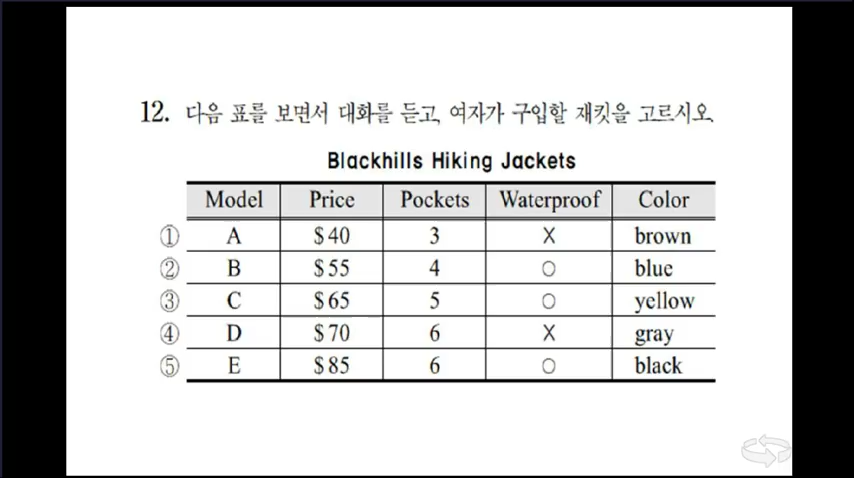 12. 다음 표를 보면서 대화를 듣고, 여자가 구입할 재킷을 고르시오.
Blackhills Hiking Jackets
Model Price Pockets Waterproof Color
① A $40 3 X brown
② B $55 4 ○ blue
③ C $65 5 ○ yellow
④ D $70 6 X gray
⑤ E $85 6 ○ black